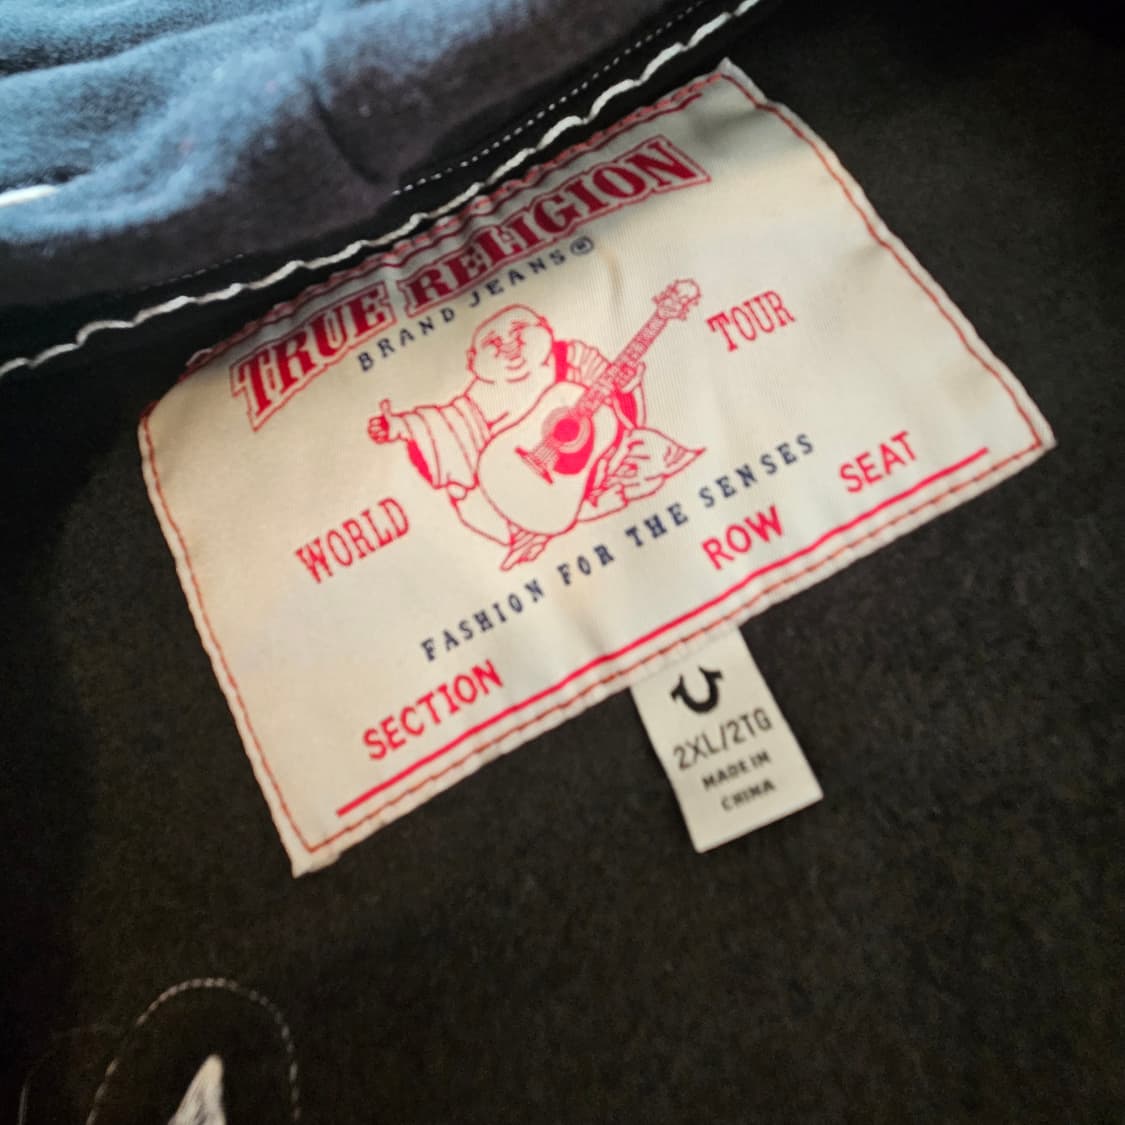 TRUE RELIGION
BRAND JEANS®
WORLD TOUR
FASHION FOR THE SENSES
SECTION ROW SEAT
2XL/2TG
MADE IN
CHINA